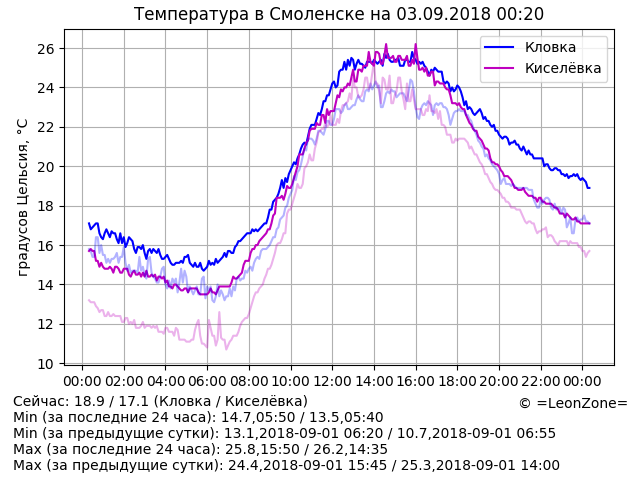 Температура в Смоленске на 03.09.2018 00:20
Кловка
Киселёвка
градусов Цельсия, °C
26
24
22
20
18
16
14
12
10
00:00 02:00 04:00 06:00 08:00 10:00 12:00 14:00 16:00 18:00 20:00 22:00 00:00
Сейчас: 18.9 / 17.1 (Кловка / Киселёвка)
© =LeonZone=
Min (за последние 24 часа): 14.7,05:50 / 13.5,05:40
Min (за предыдущие сутки): 13.1,2018-09-01 06:20 / 10.7,2018-09-01 06:55
Max (за последние 24 часа): 25.8,15:50 / 26.2,14:35
Max (за предыдущие сутки): 24.4,2018-09-01 15:45 / 25.3,2018-09-01 14:00